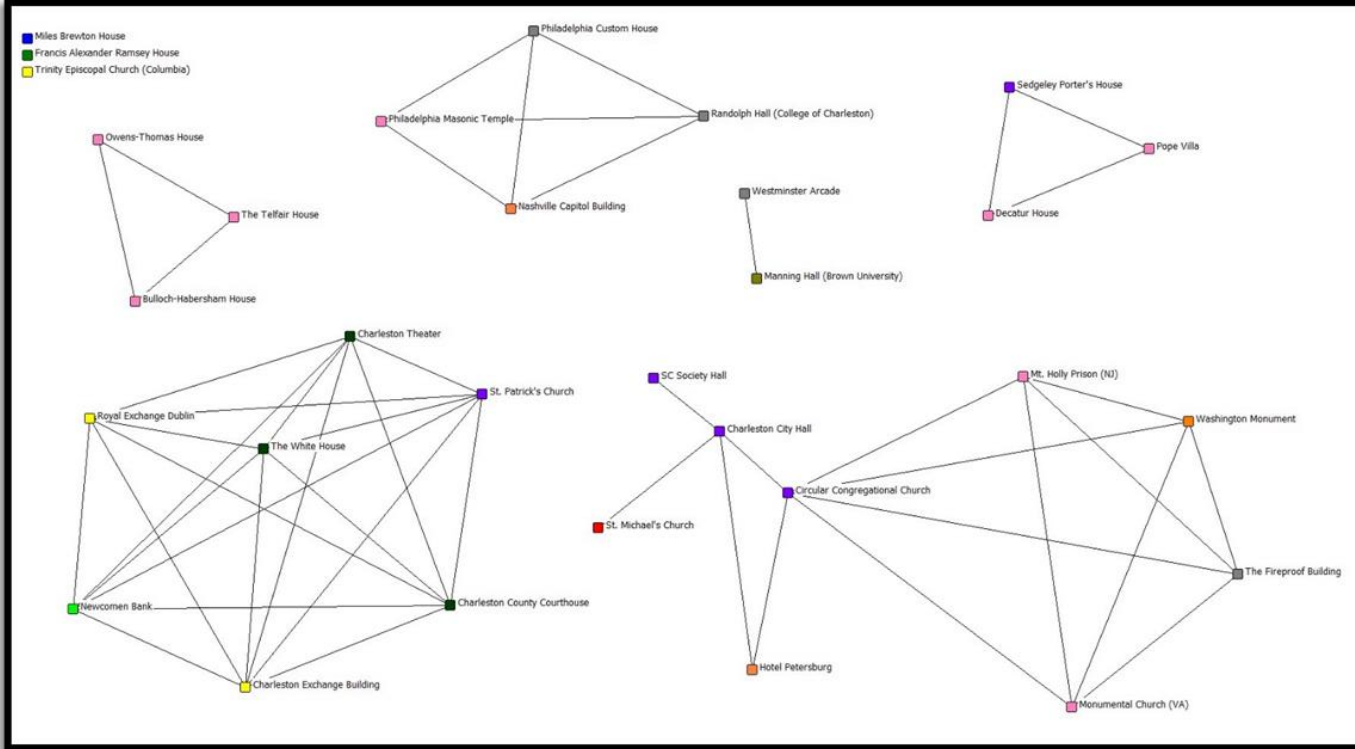 Miles Brewton House
Francis Alexander Ramsey House
Trinity Episcopal Church (Columbia)
Philadelphia Custom House
Sedgeley Porter's House
Philadelphia Masonic Temple
Randolph Hall (College of Charleston)
Owens-Thomas House
Pope Villa
Westminster Arcade
Nashville Capitol Building
The Telfair House
Decatur House
Manning Hall (Brown University)
Bulloch-Habersham House
Charleston Theater
SC Society Hall
Mt. Holly Prison (NJ)
St. Patrick's Church
Royal Exchange Dublin
Washington Monument
Charleston City Hall
The White House
Circular Congregational Church
St. Michael's Church
The Fireproof Building
Newcomen Bank
Charleston County Courthouse
Hotel Petersburg
Charleston Exchange Building
Monumental Church (VA)